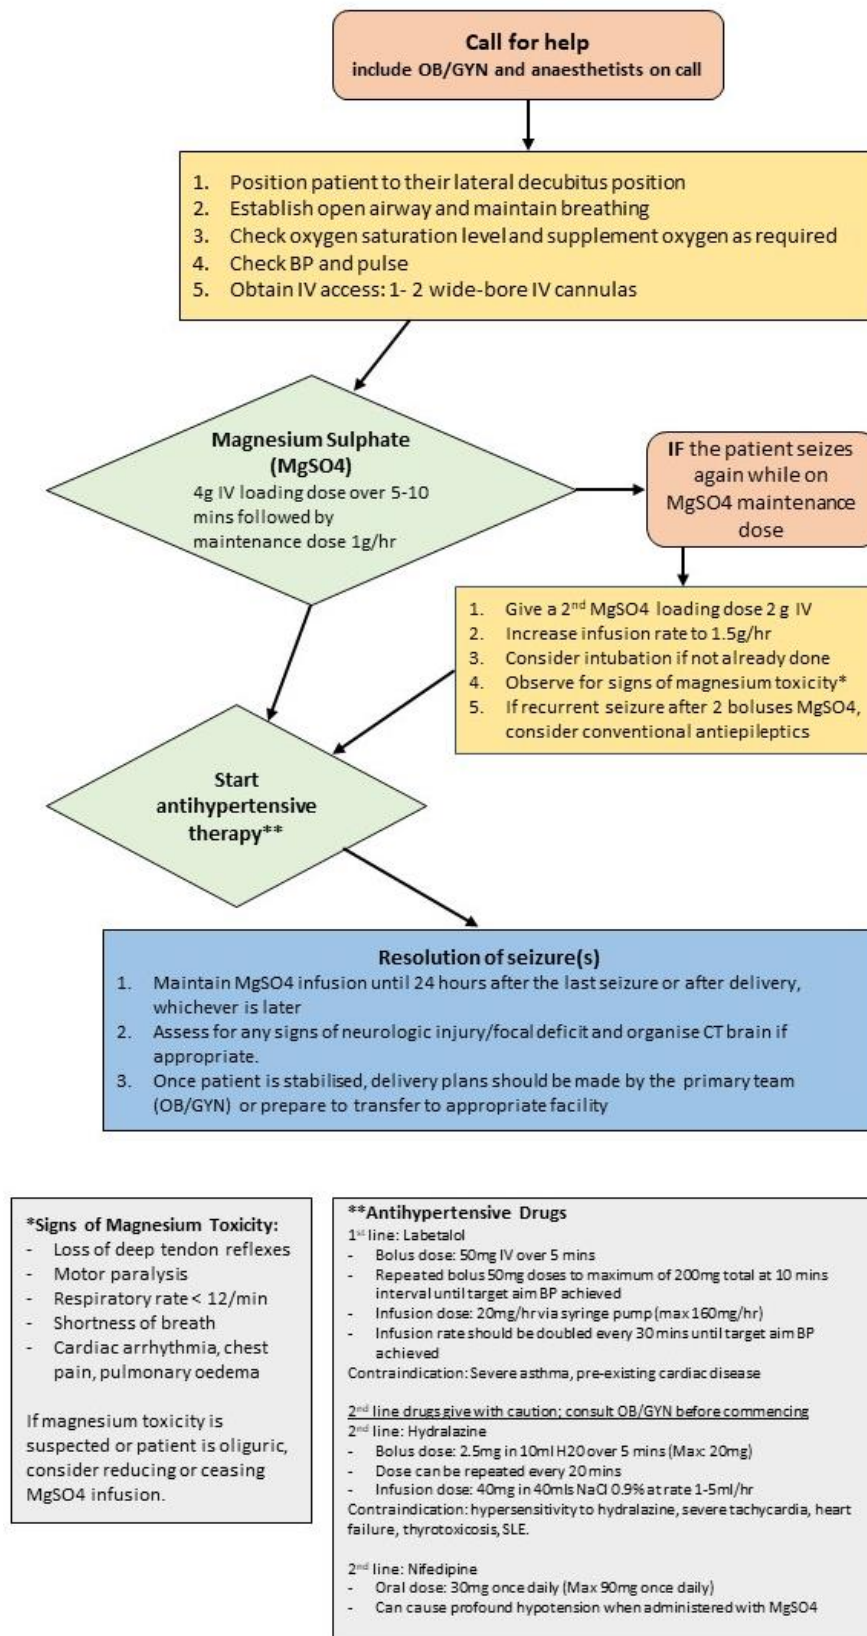 Call for help
include OB/GYN and anaesthetists on call
1. Position patient to their lateral decubitus position
2. Establish open airway and maintain breathing
3. Check oxygen saturation level and supplement oxygen as required
4. Check BP and pulse
5. Obtain IV access: 1- 2 wide-bore IV cannulas
Magnesium Sulphate
(MgSO4)
4g IV loading dose over 5-10
mins followed by
maintenance dose 1g/hr
IF the patient seizes
again while on
MgSO4 maintenance
dose
1. Give a 2nd MgSO4 loading dose 2 g IV
2. Increase infusion rate to 1.5g/hr
3. Consider intubation if not already done
4. Observe for signs of magnesium toxicity*
5. If recurrent seizure after 2 boluses MgSO4,
consider conventional antiepileptics
Start
antihypertensive
therapy**
Resolution of seizure(s)
1. Maintain MgSO4 infusion until 24 hours after the last seizure or after delivery,
whichever is later
2. Assess for any signs of neurologic injury/focal deficit and organise CT brain if
appropriate.
3. Once patient is stabilised, delivery plans should be made by the primary team
(OB/GYN) or prepare to transfer to appropriate facility
*Signs of Magnesium Toxicity:
- Loss of deep tendon reflexes
- Motor paralysis
- Respiratory rate < 12/min
- Shortness of breath
- Cardiac arrhythmia, chest
pain, pulmonary oedema
If magnesium toxicity is
suspected or patient is oliguric,
consider reducing or ceasing
MgSO4 infusion.
**Antihypertensive Drugs
1st line: Labetalol
- Bolus dose: 50mg IV over 5 mins
- Repeated bolus 50mg doses to maximum of 200mg total at 10 mins
interval until target aim BP achieved
- Infusion dose: 20mg/hr via syringe pump (max 160mg/hr)
- Infusion rate should be doubled every 30 mins until target aim BP
achieved
Contraindication: Severe asthma, pre-existing cardiac disease
2nd line drugs give with caution; consult OB/GYN before commencing
2nd line: Hydralazine
- Bolus dose: 2.5mg in 10ml H20 over 5 mins (Max: 20mg)
- Dose can be repeated every 20 mins
- Infusion dose: 40mg in 40mls NaCl 0.9% at rate 1-5ml/hr
Contraindication: hypersensitivity to hydralazine, severe tachycardia, heart
failure, thyrotoxicosis, SLE.
2nd line: Nifedipine
- Oral dose: 30mg once daily (Max 90mg once daily)
- Can cause profound hypotension when administered with MgSO4